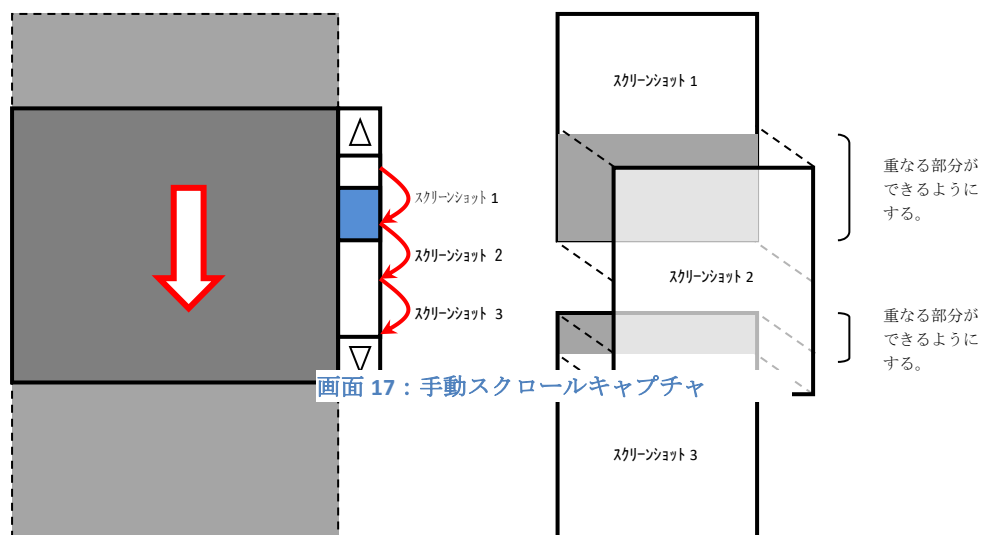 スクリーンショット 1
スクリーンショット 2
スクリーンショット 3
画面 17：手動スクロールキャプチャ
スクリーンショット 1
重なる部分が
できるように
する。
スクリーンショット 2
重なる部分が
できるように
する。
スクリーンショット 3